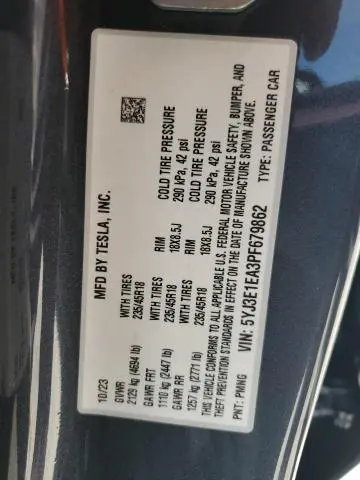 MFD BY TESLA, INC.
10/23
GVWR
2129 kg (4694 lb)
GAWR FRT WITH TIRES RIM COLD TIRE PRESSURE
1110 kg (2447 lb) 235/45R18 18X8.5J 290 kPa, 42 psi
GAWR RR WITH TIRES RIM COLD TIRE PRESSURE
1257 kg (2771 lb) 235/45R18 18X8.5J 290 kPa, 42 psi
THIS VEHICLE CONFORMS TO ALL APPLICABLE U.S. FEDERAL MOTOR VEHICLE SAFETY, BUMPER, AND
THEFT PREVENTION STANDARDS IN EFFECT ON THE DATE OF MANUFACTURE SHOWN ABOVE.
PNT: PMNG VIN: 5YJ3E1EA3PF679862 TYPE: PASSENGER CAR